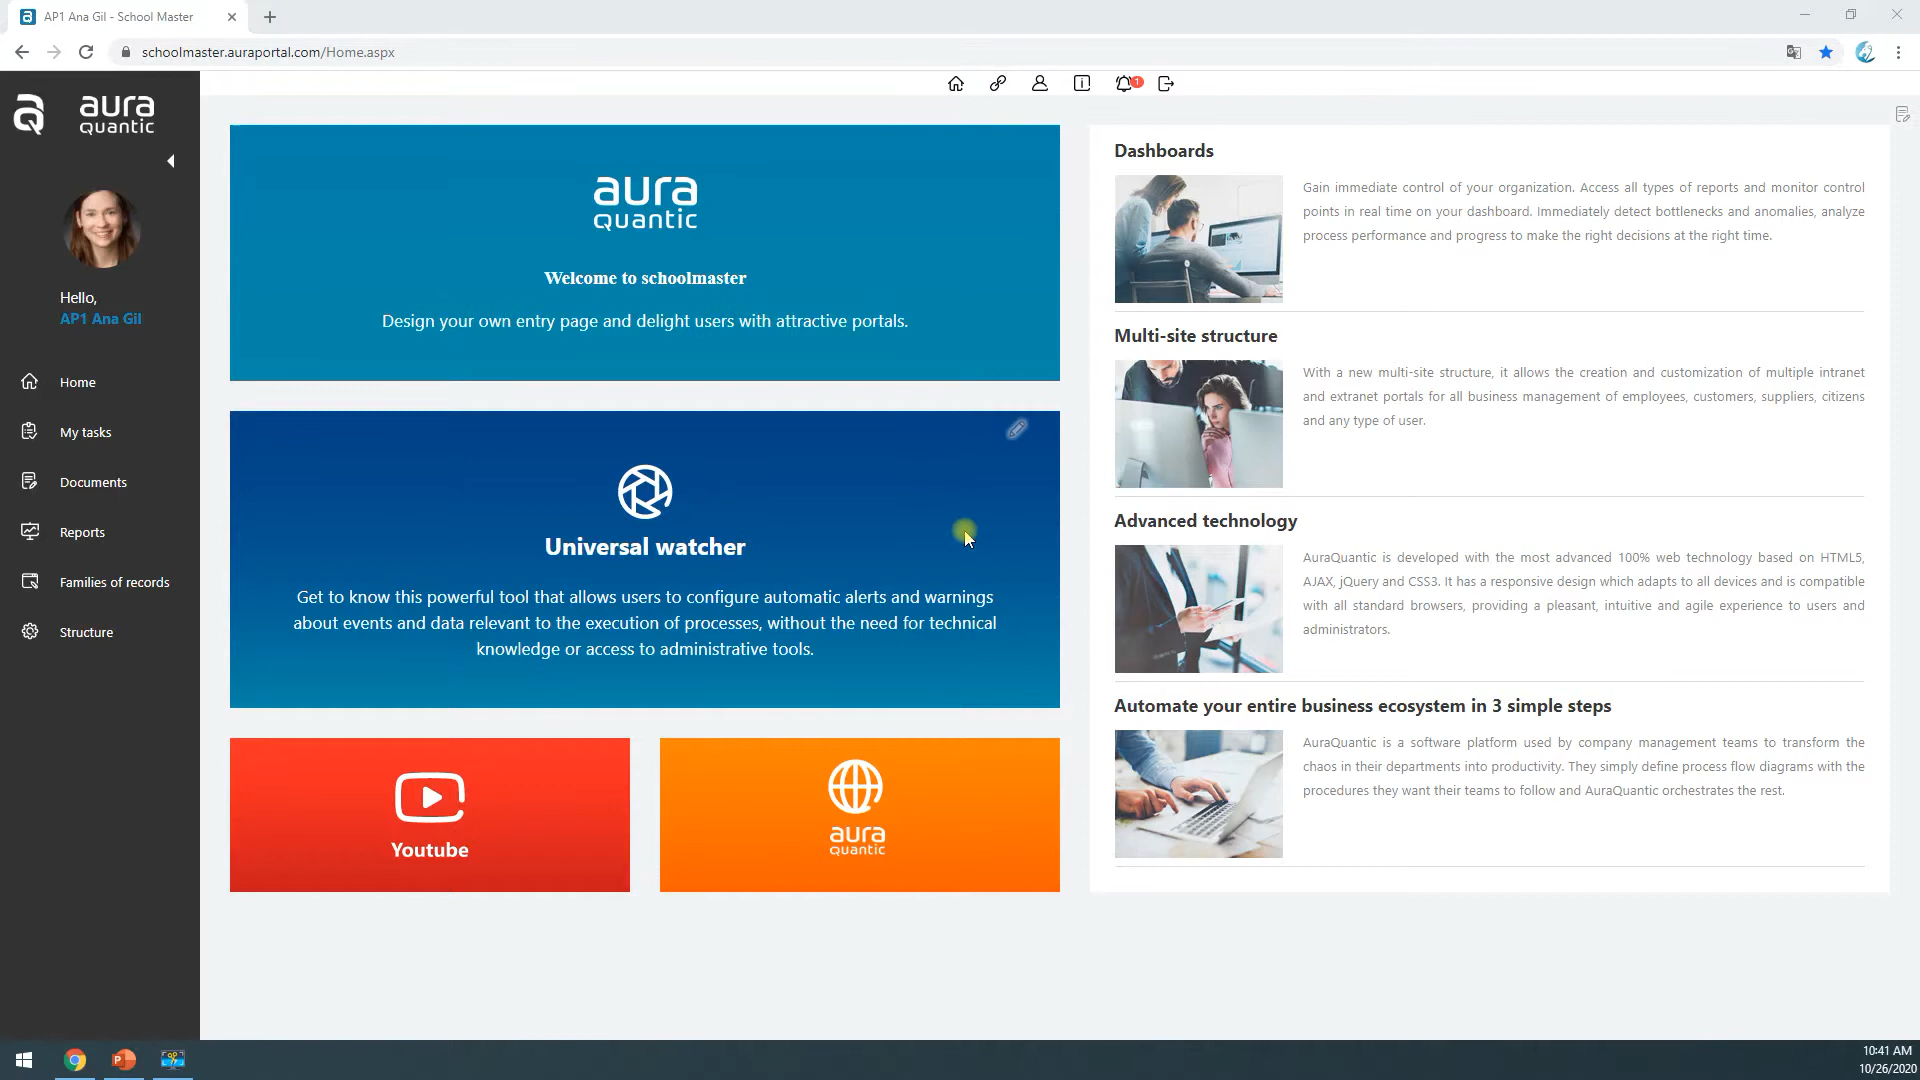 AP1 Ana Gil - School Master
schoolmaster.auraportal.com/Home.aspx
aura
quantic
1
Hello,
AP1 Ana Gil
Home
My tasks
Documents
Reports
Families of records
Structure
aura
quantic
Welcome to schoolmaster
Design your own entry page and delight users with attractive portals.
Universal watcher
Get to know this powerful tool that allows users to configure automatic alerts and warnings
about events and data relevant to the execution of processes, without the need for technical
knowledge or access to administrative tools.
Youtube
aura
quantic
Dashboards
Gain immediate control of your organization. Access all types of reports and monitor control
points in real time on your dashboard. Immediately detect bottlenecks and anomalies, analyze
process performance and progress to make the right decisions at the right time.
Multi-site structure
With a new multi-site structure, it allows the creation and customization of multiple intranet
and extranet portals for all business management of employees, customers, suppliers, citizens
and any type of user.
Advanced technology
AuraQuantic is developed with the most advanced 100% web technology based on HTML5,
AJAX, jQuery and CSS3. It has a responsive design which adapts to all devices and is compatible
with all standard browsers, providing a pleasant, intuitive and agile experience to users and
administrators.
Automate your entire business ecosystem in 3 simple steps
AuraQuantic is a software platform used by company management teams to transform the
chaos in their departments into productivity. They simply define process flow diagrams with the
procedures they want their teams to follow and AuraQuantic orchestrates the rest.
10:41 AM
10/26/2020